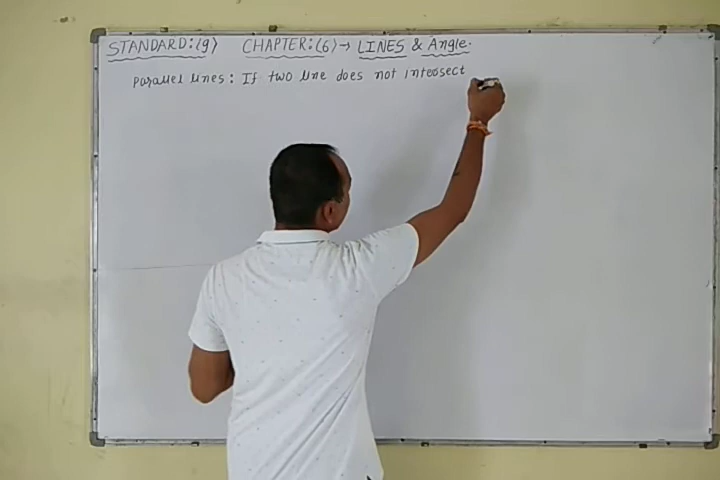 STANDARD:(9) CHAPTER:(6)→ LINES & Angle.
Parallel lines: If two line does not intersect